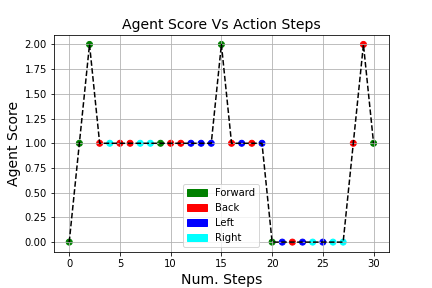 Agent Score Vs Action Steps
2.00
1.75
1.50
1.25
1.00
0.75
0.50
0.25
0.00
Agent Score
Forward
Back
Left
Right
0 5 10 15 20 25 30
Num. Steps